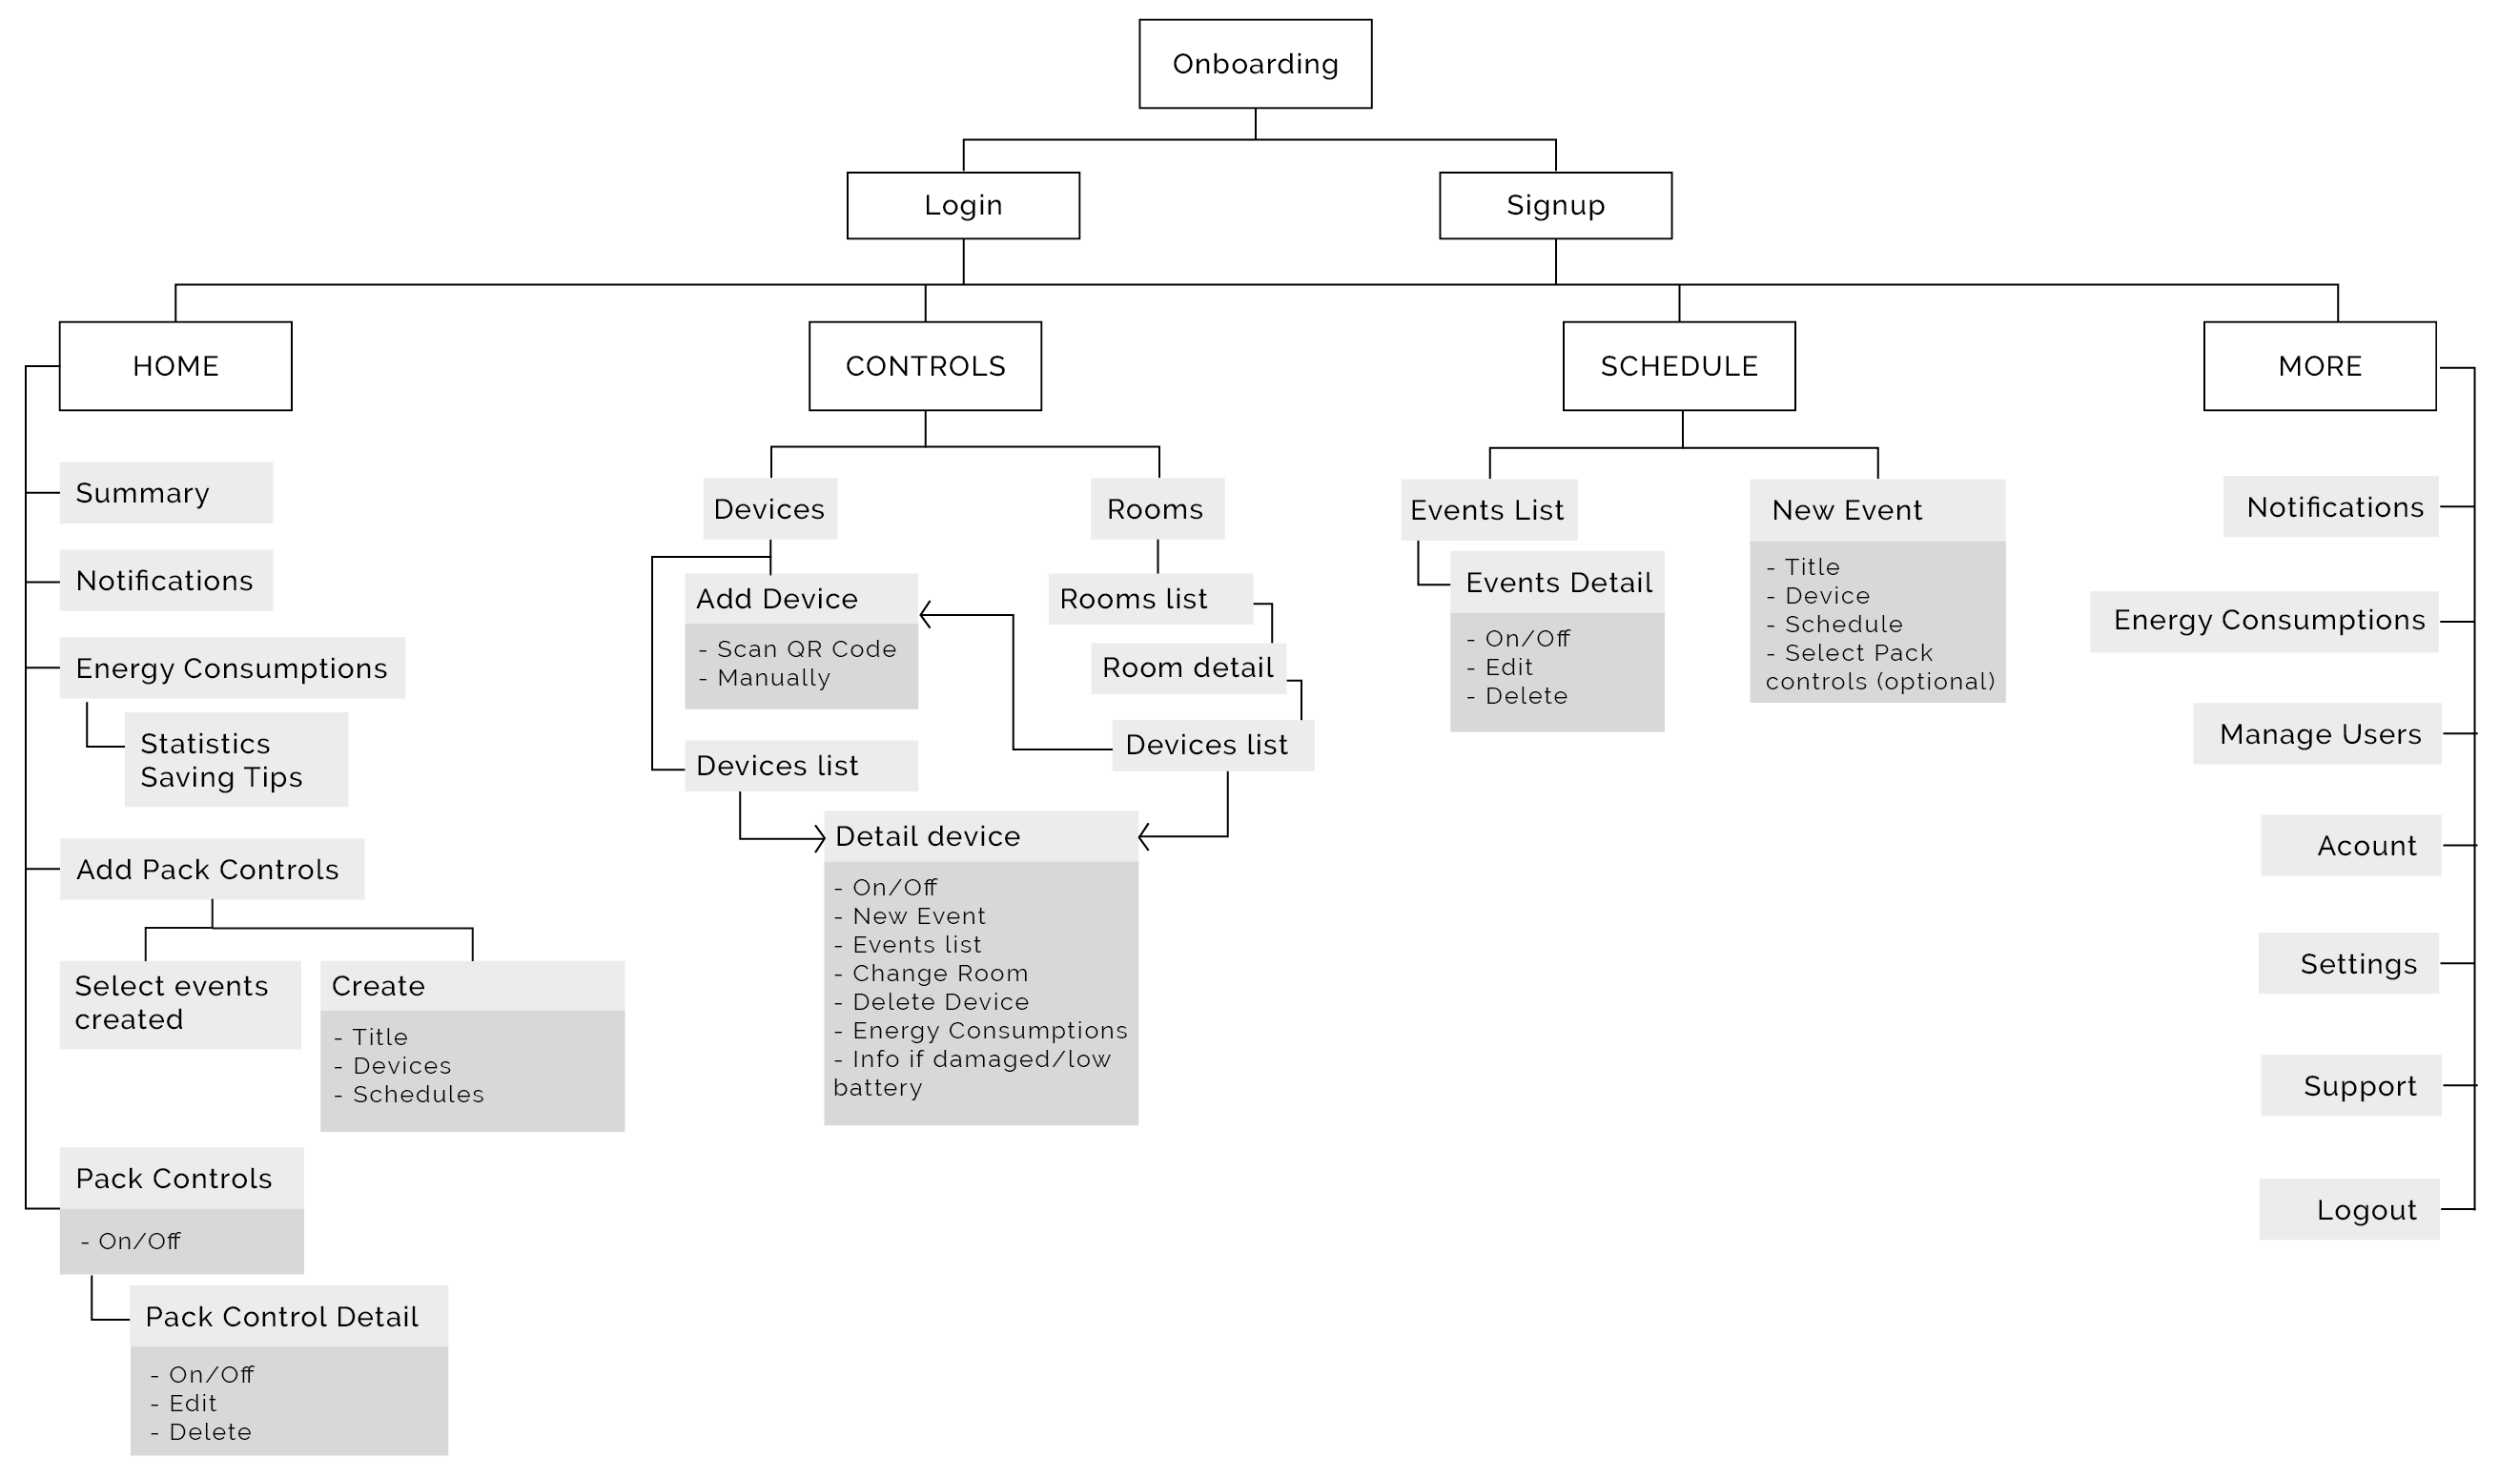 Onboarding
Login
Signup
HOME
CONTROLS
SCHEDULE
MORE
Summary
Notifications
Energy Consumptions
Statistics
Saving Tips
Add Pack Controls
Select events
created
Create
- Title
- Devices
- Schedules
Pack Controls
- On/Off
Pack Control Detail
- On/Off
- Edit
- Delete
Devices
Add Device
- Scan QR Code
- Manually
Devices list
Rooms
Rooms list
Room detail
Devices list
Detail device
- On/Off
- New Event
- Events list
- Change Room
- Delete Device
- Energy Consumptions
- Info if damaged/low
battery
Events List
Events Detail
- On/Off
- Edit
- Delete
New Event
- Title
- Device
- Schedule
- Select Pack
controls (optional)
Notifications
Energy Consumptions
Manage Users
Acount
Settings
Support
Logout